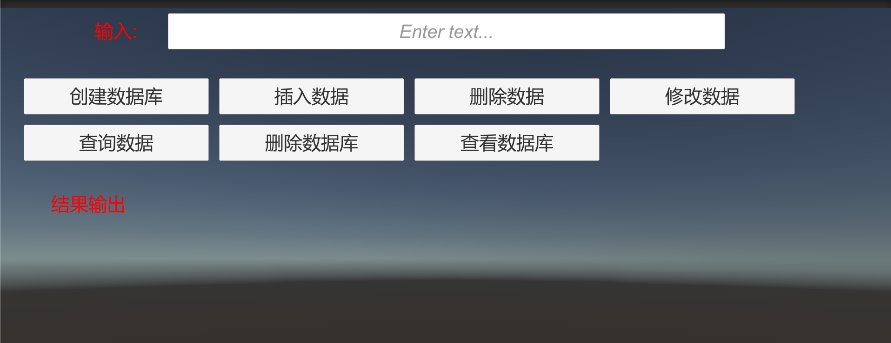 输入:
Enter text...
创建数据库 插入数据 删除数据 修改数据
查询数据 删除数据库 查看数据库
结果输出